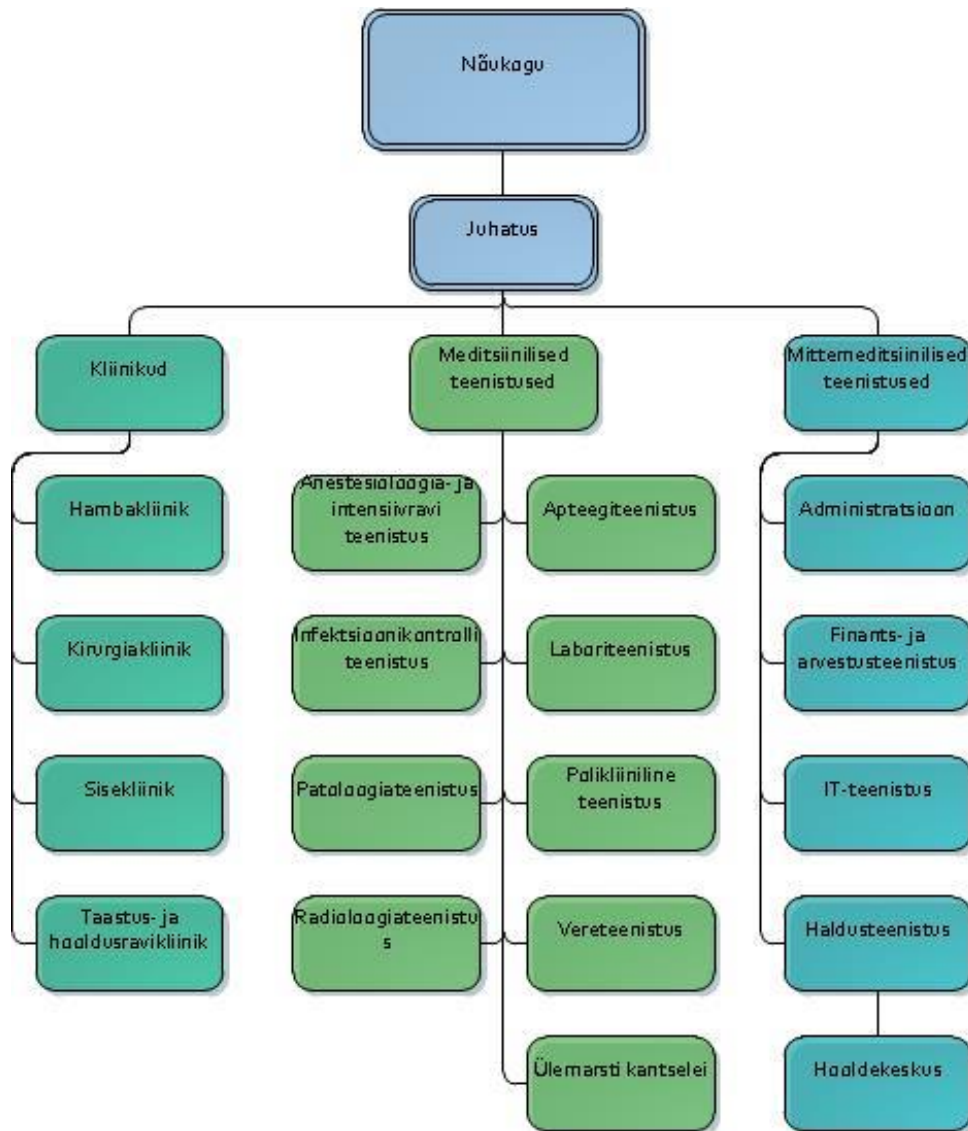 Nõukogu
Juhatus
Kliinikud
Meditsiinilised
teenistused
Mittemeditsiinilised
teenistused
Hambakliinik
Kirurgiakliinik
Sisekliinik
Taastus- ja
hooldusravikliinik
Anestesioloogia- ja
intensiivravi
teenistus
Infektsioonikontrolli
teenistus
Patoloogiateenistus
Radioloogiateenistu
s
Apteegiteenistus
Laboriteenistus
Polikliiniline
teenistus
Vereteenistus
Ülemarsti kantselei
Administratsioon
Finants- ja
arvestusteenistus
IT-teenistus
Haldusteenistus
Hooldekeskus